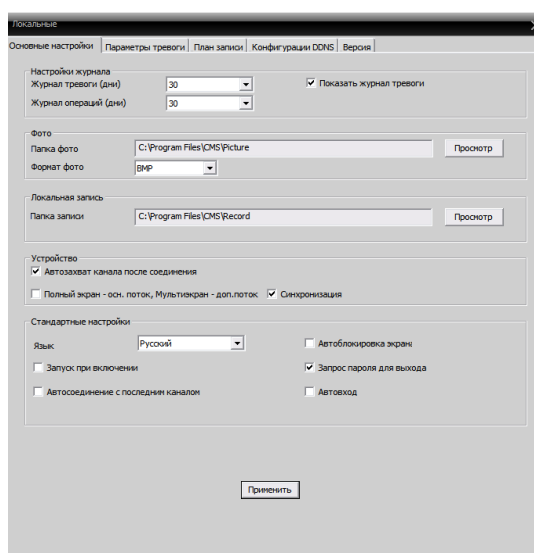 Локальные
Основные настройки Параметры тревоги План записи Конфигурации DDNS Версия
Настройки журнала
Журнал тревоги (дни) 30 Показать журнал тревоги
Журнал операций (дни) 30
Фото
Папка фото C:\Program Files\CMS\Picture Просмотр
Формат фото BMP
Локальная запись
Папка записи C:\Program Files\CMS\Record Просмотр
Устройство
Автозахват канала после соединения
Полный экран - осн. поток, Мультиэкран - доп.поток Синхронизация
Стандартные настройки
Язык Русский Автоблокировка экрана
Запуск при включении Запрос пароля для выхода
Автосоединение с последним каналом Автовход
Применить